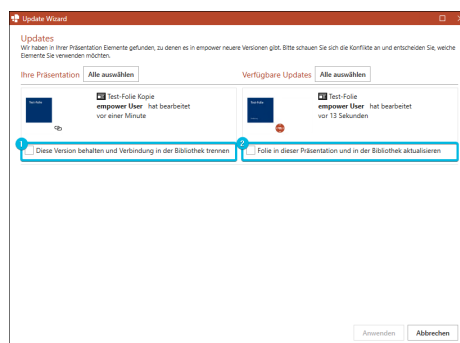 Update Wizard
Updates
Wir haben in Ihrer Präsentation Elemente gefunden, zu denen es in empower neuere Versionen gibt. Bitte schauen Sie sich die Konflikte an und entscheiden Sie, welche
Elemente Sie verwenden möchten.
Ihre Präsentation Alle auswählen
Verfügbare Updates Alle auswählen
Test-Folie
Test-Folie Kopie
empower User hat bearbeitet
vor einer Minute
Test-Folie
empower User hat bearbeitet
vor 13 Sekunden
1
Diese Version behalten und Verbindung in der Bibliothek trennen
2
Folie in dieser Präsentation und in der Bibliothek aktualisieren
Anwenden Abbrechen